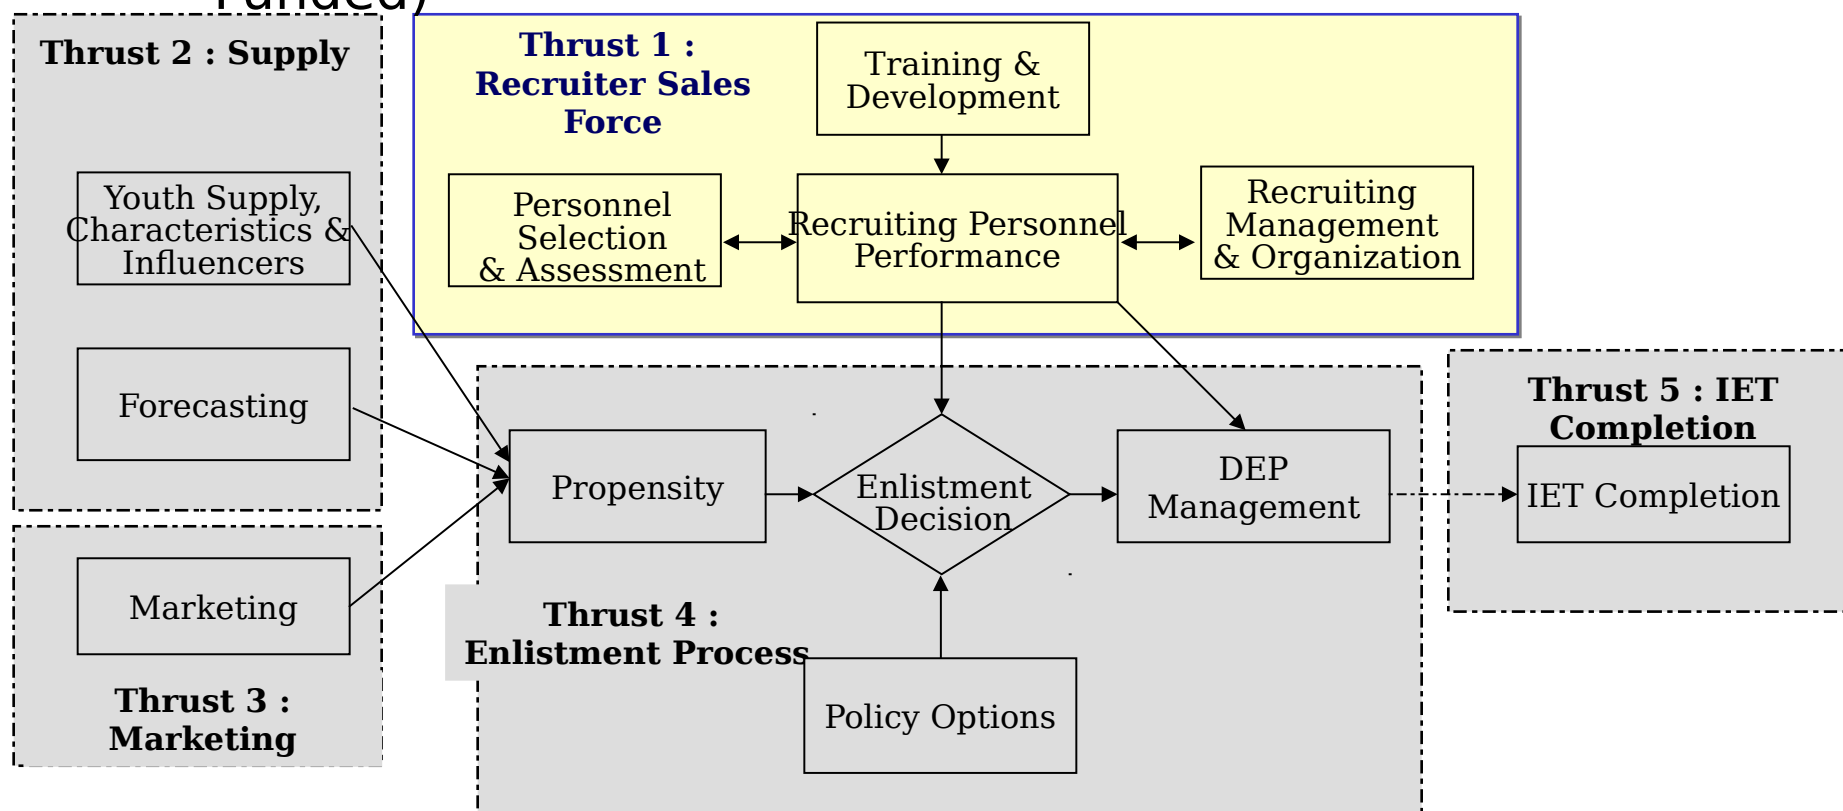 Funded)
Thrust 2 : Supply
Youth Supply,
Characteristics &
Influencers
Forecasting
Marketing
Thrust 3 :
Marketing
Thrust 1 :
Recruiter Sales
Force
Training &
Development
Personnel
Selection
& Assessment
Recruiting Personnel
Performance
Recruiting
Management
& Organization
Propensity
Enlistment
Decision
DEP
Management
Thrust 4 :
Enlistment Process
Policy Options
Thrust 5 : IET
Completion
IET Completion